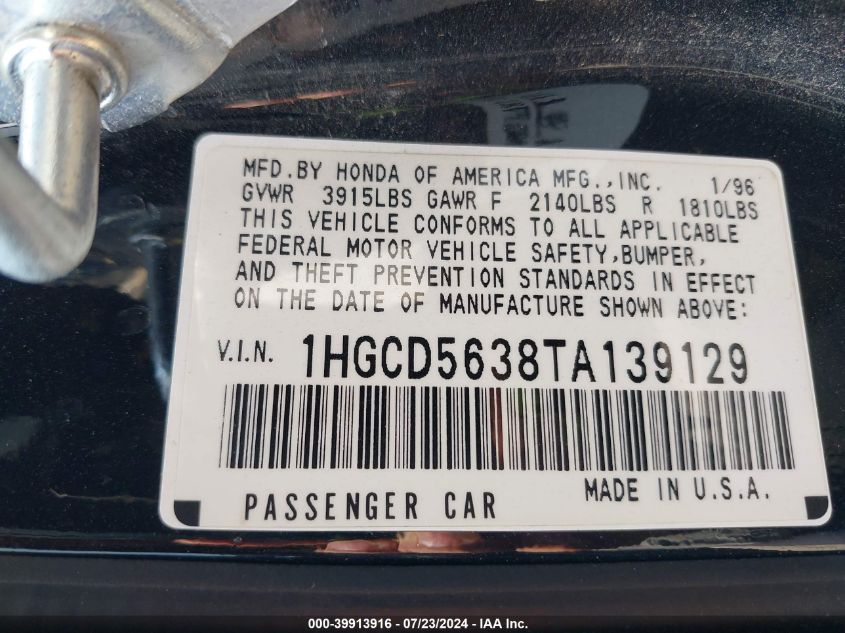 MFD.BY HONDA OF AMERICA MFG.,INC. 1/96
GVWR 3915LBS GAWR F 2140LBS R 1810LBS
THIS VEHICLE CONFORMS TO ALL APPLICABLE
FEDERAL MOTOR VEHICLE SAFETY,BUMPER,
AND THEFT PREVENTION STANDARDS IN EFFECT
ON THE DATE OF MANUFACTURE SHOWN ABOVE:
V.I.N. 1HGCD5638TA139129
PASSENGER CAR MADE IN U.S.A.
000-39913916 / 07/23/2024 - IAA Inc.